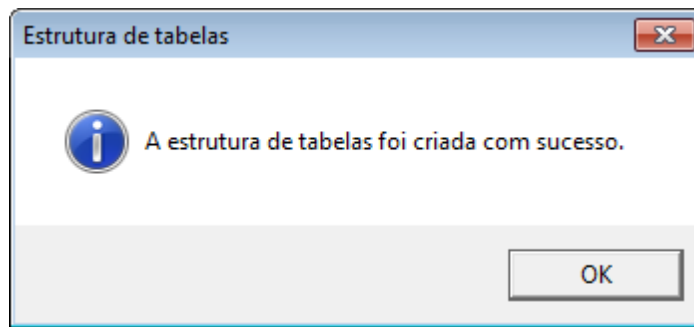 Estrutura de tabelas
A estrutura de tabelas foi criada com sucesso.
OK